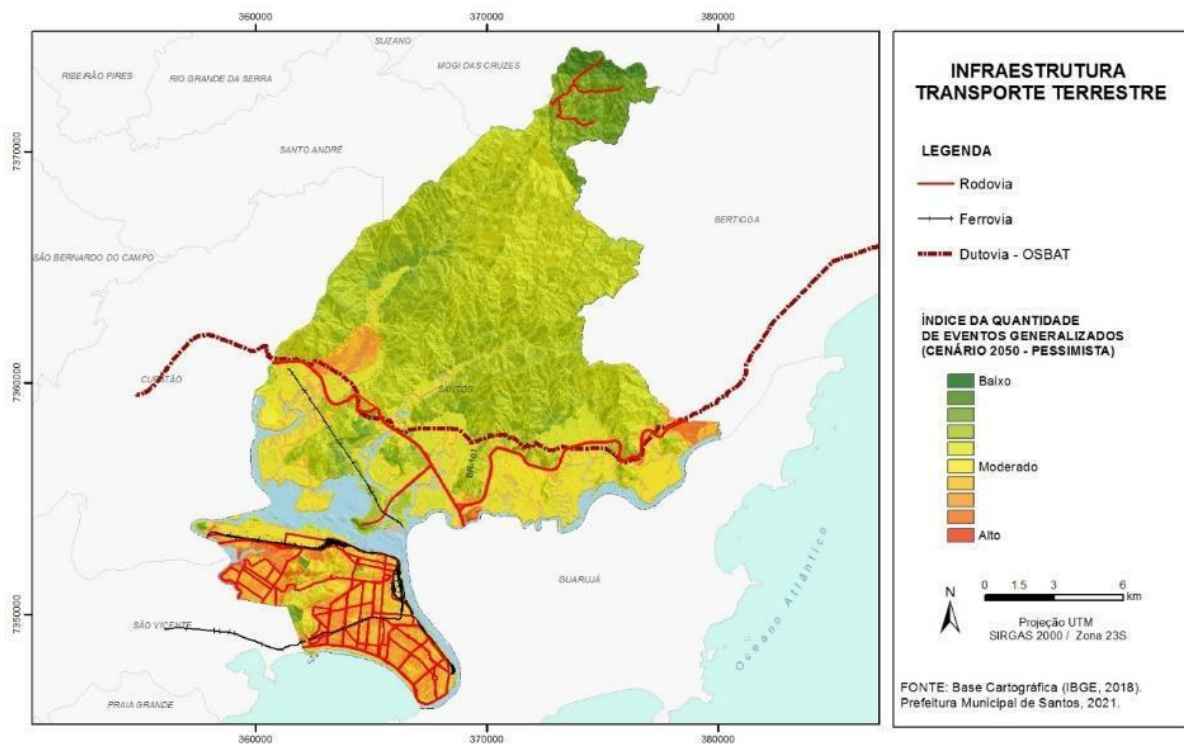 360000
370000
380000
SUZANO
MOGI DAS CRUZES
RIBEIRÃO PIRES
RIO GRANDE DA SERRA
7370000
SANTO ANDRÉ
BERTIOGA
SÃO BERNARDO DO CAMPO
7360000
CUBATÃO
SANTOS
BR-101
GUARUJÁ
Oceano Atlântico
7350000
SÃO VICENTE
PRAIA GRANDE
360000
370000
380000
INFRAESTRUTURA
TRANSPORTE TERRESTRE
LEGENDA
Rodovia
Ferrovia
Dutovia - OSBAT
ÍNDICE DA QUANTIDADE
DE EVENTOS GENERALIZADOS
(CENÁRIO 2050 - PESSIMISTA)
Baixo
Moderado
Alto
N
0 1.5 3 6
km
Projeção UTM
SIRGAS 2000 / Zona 23S
FONTE: Base Cartográfica (IBGE, 2018).
Prefeitura Municipal de Santos, 2021.